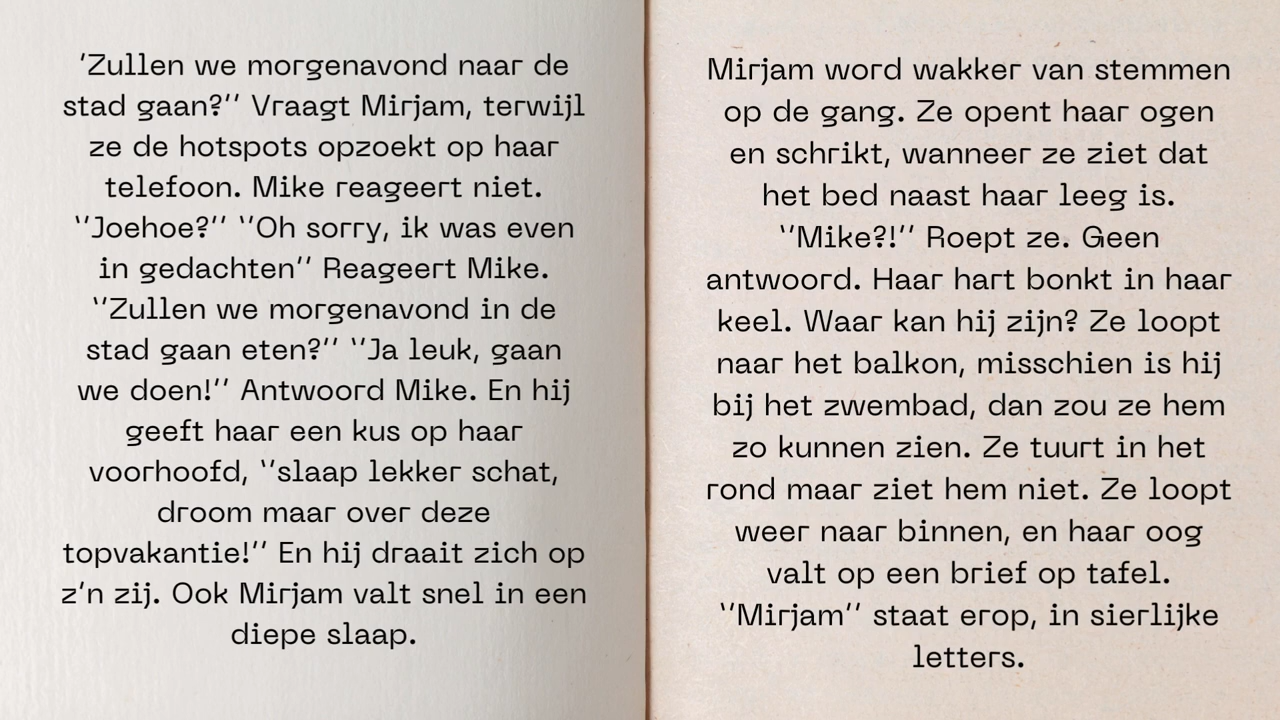 ‘Zullen we morgenavond naar de
stad gaan?’’ Vraagt Mirjam, terwijl
ze de hotspots opzoekt op haar
telefoon. Mike reageert niet.
‘‘Joehoe?’’ ‘‘Oh sorry, ik was even
in gedachten’’ Reageert Mike.
‘‘Zullen we morgenavond in de
stad gaan eten?’’ ‘‘Ja leuk, gaan
we doen!’’ Antwoord Mike. En hij
geeft haar een kus op haar
voorhoofd, ‘‘slaap lekker schat,
droom maar over deze
topvakantie!’’ En hij draait zich op
z’n zij. Ook Mirjam valt snel in een
diepe slaap.
Mirjam word wakker van stemmen
op de gang. Ze opent haar ogen
en schrikt, wanneer ze ziet dat
het bed naast haar leeg is.
‘‘Mike?!’’ Roept ze. Geen
antwoord. Haar hart bonkt in haar
keel. Waar kan hij zijn? Ze loopt
naar het balkon, misschien is hij
bij het zwembad, dan zou ze hem
zo kunnen zien. Ze tuurt in het
rond maar ziet hem niet. Ze loopt
weer naar binnen, en haar oog
valt op een brief op tafel.
‘‘Mirjam’’ staat erop, in sierlijke
letters.